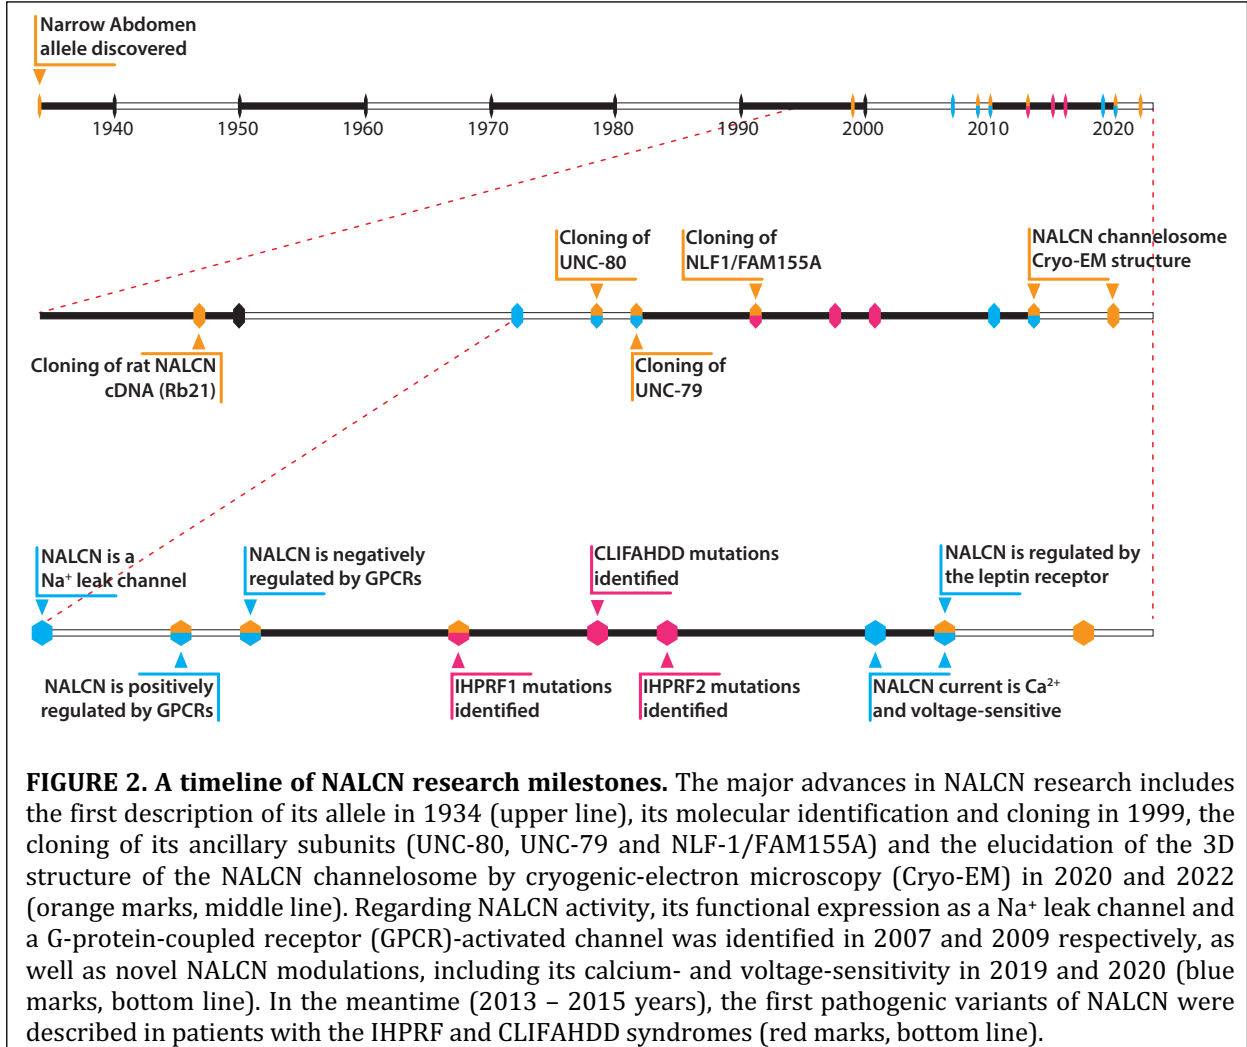 Narrow Abdomen
allele discovered
1940
1950
1960
1970
1980
1990
2000
2010
2020
Cloning of
UNC-80
Cloning of
NLF1/FAM155A
NALCN channelosome
Cryo-EM structure
Cloning of rat NALCN
cDNA (Rb21)
Cloning of
UNC-79
NALCN is a
Na⁺ leak channel
NALCN is negatively
regulated by GPCRs
CLIFAHDD mutations
identified
NALCN is regulated by
the leptin receptor
NALCN is positively
regulated by GPCRs
IHPRF1 mutations
identified
IHPRF2 mutations
identified
NALCN current is Ca²⁺
and voltage-sensitive
FIGURE 2. A timeline of NALCN research milestones. The major advances in NALCN research includes
the first description of its allele in 1934 (upper line), its molecular identification and cloning in 1999, the
cloning of its ancillary subunits (UNC-80, UNC-79 and NLF-1/FAM155A) and the elucidation of the 3D
structure of the NALCN channelosome by cryogenic-electron microscopy (Cryo-EM) in 2020 and 2022
(orange marks, middle line). Regarding NALCN activity, its functional expression as a Na⁺ leak channel and
a G-protein-coupled receptor (GPCR)-activated channel was identified in 2007 and 2009 respectively, as
well as novel NALCN modulations, including its calcium- and voltage-sensitivity in 2019 and 2020 (blue
marks, bottom line). In the meantime (2013 – 2015 years), the first pathogenic variants of NALCN were
described in patients with the IHPRF and CLIFAHDD syndromes (red marks, bottom line).